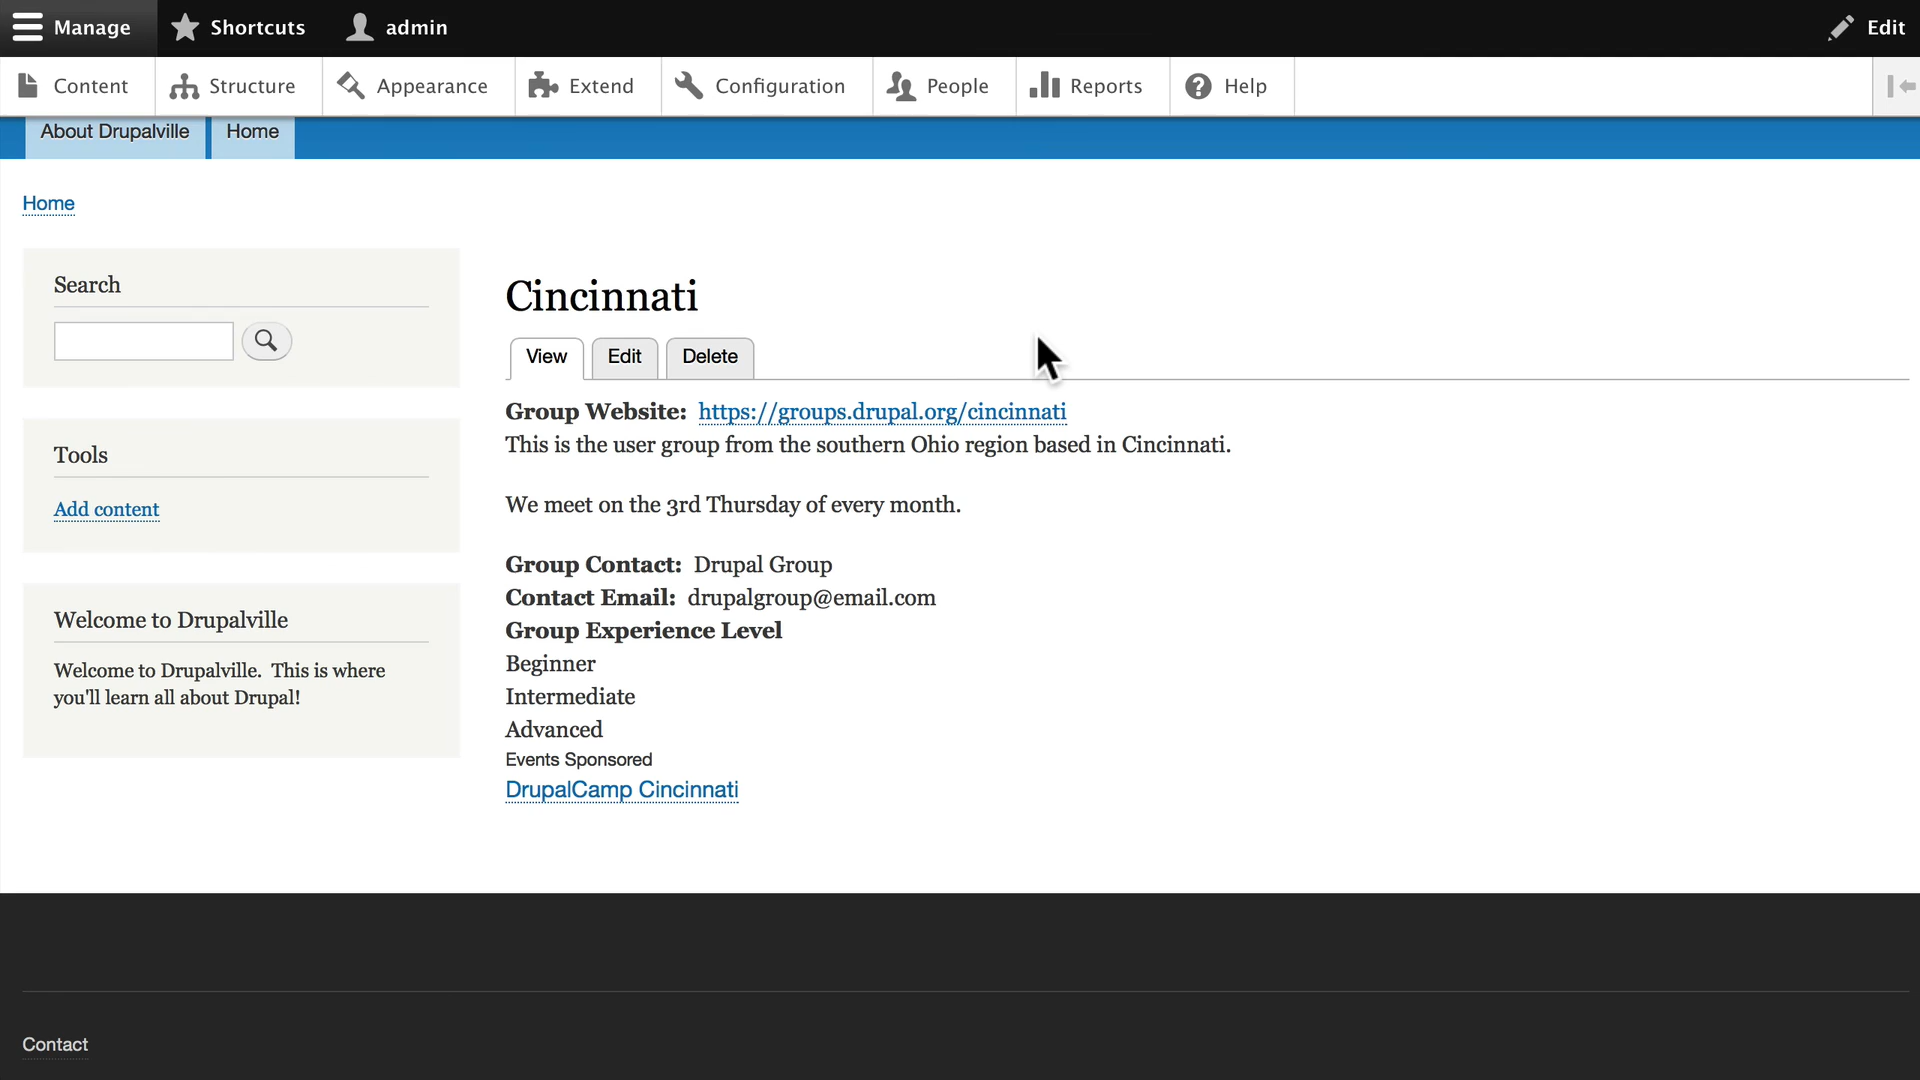 Manage Shortcuts admin Edit
Content Structure Appearance Extend Configuration People Reports Help
About Drupalville Home
Home
Search
Tools
Add content
Welcome to Drupalville
Welcome to Drupalville. This is where
you'll learn all about Drupal!
Cincinnati
View Edit Delete
Group Website: https://groups.drupal.org/cincinnati
This is the user group from the southern Ohio region based in Cincinnati.
We meet on the 3rd Thursday of every month.
Group Contact: Drupal Group
Contact Email: drupalgroup@email.com
Group Experience Level
Beginner
Intermediate
Advanced
Events Sponsored
DrupalCamp Cincinnati
Contact